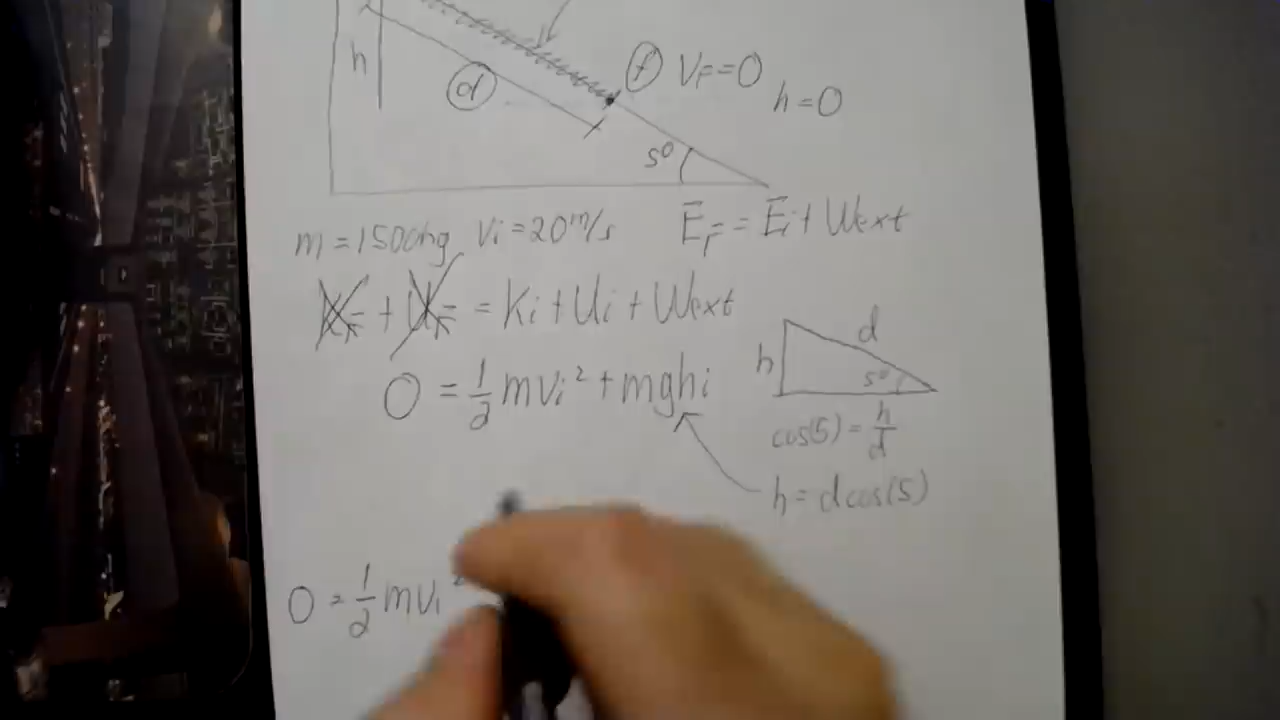 h
d
f VF=0
h=0
5°
m=1500kg vi=20m/s EF=Ei+Wext
KF+UF=Ki+Ui+Wext
d
h
5°
0=1/2mvi²+mghi
cos(5)=h/d
h=dcos(5)
0=1/2mvi²